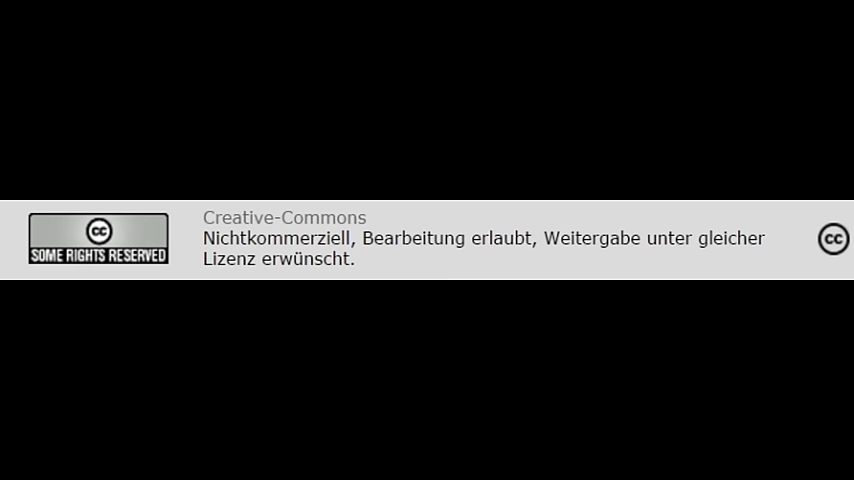 cc
SOME RIGHTS RESERVED
Creative-Commons
Nichtkommerziell, Bearbeitung erlaubt, Weitergabe unter gleicher
Lizenz erwünscht.
cc